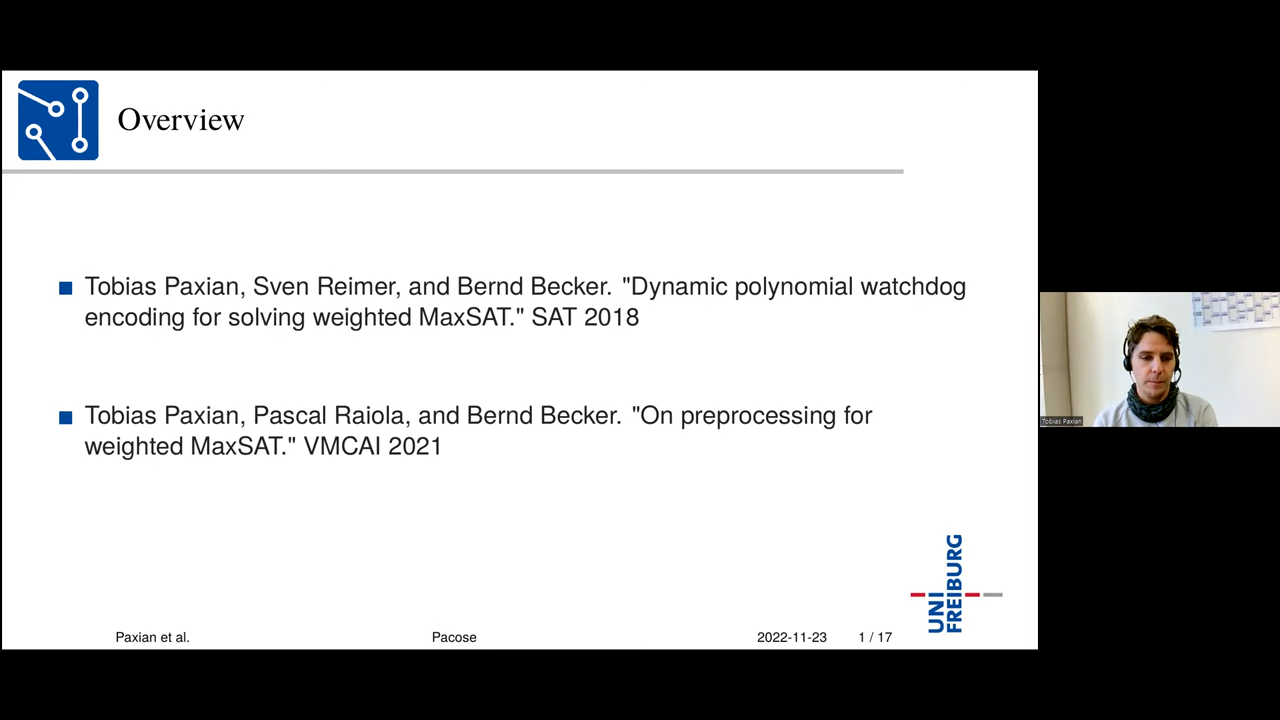 Overview
Tobias Paxian, Sven Reimer, and Bernd Becker. "Dynamic polynomial watchdog
encoding for solving weighted MaxSAT." SAT 2018
Tobias Paxian, Pascal Raiola, and Bernd Becker. "On preprocessing for
weighted MaxSAT." VMCAI 2021
UNI
FREIBURG
Paxian et al.
Pacose
2022-11-23
1 / 17
Tobias Paxian